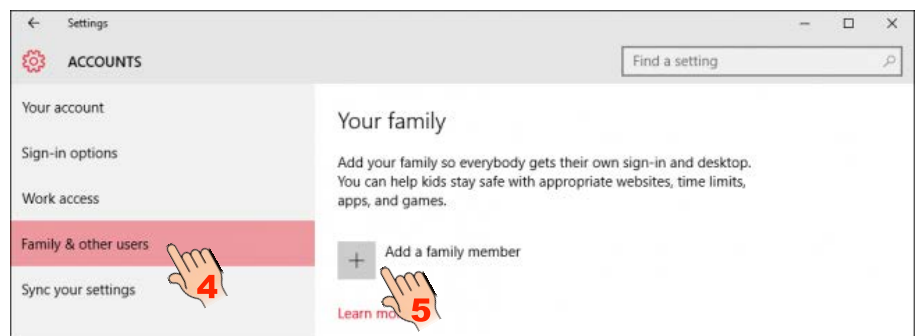 Settings
ACCOUNTS
Find a setting
Your account
Sign-in options
Work access
Family & other users
4
Sync your settings
Your family
Add your family so everybody gets their own sign-in and desktop.
You can help kids stay safe with appropriate websites, time limits,
apps, and games.
Add a family member
5
Learn